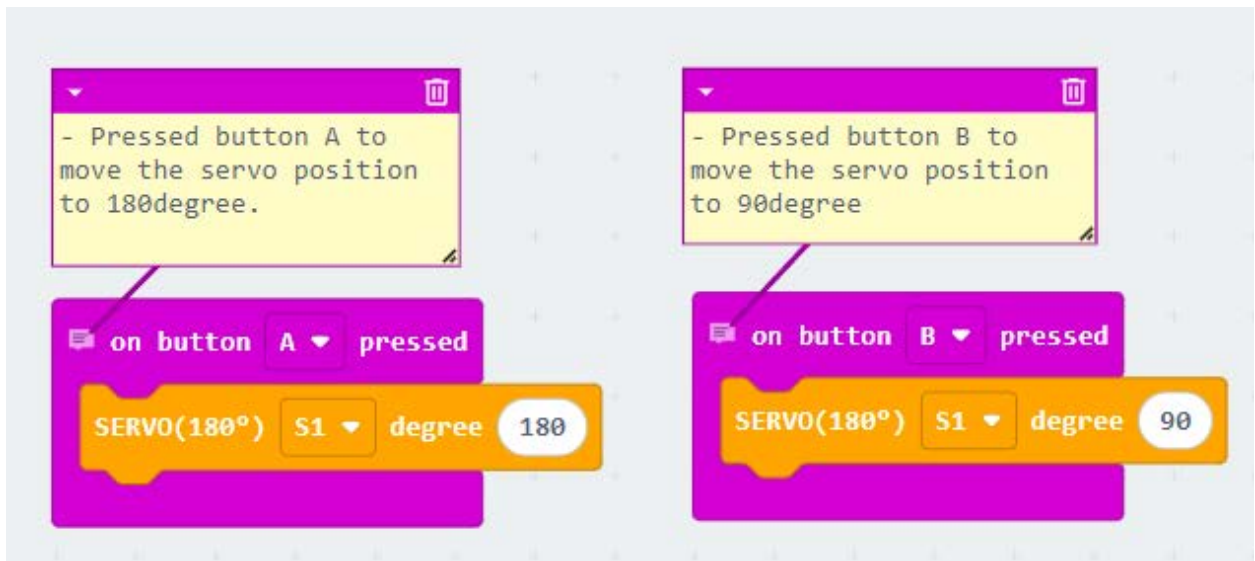 - Pressed button A to
move the servo position
to 180degree.
on button A pressed
SERVO(180°) S1 degree 180
- Pressed button B to
move the servo position
to 90degree
on button B pressed
SERVO(180°) S1 degree 90